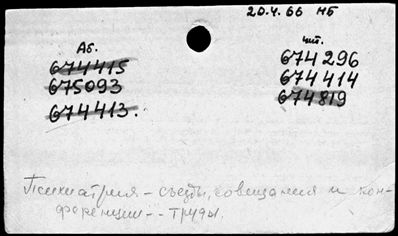 20.4.66 НБ
Аб. чит.
674415 674296
675093 674414
674413. 674819
Психиатрия - съезды, совещания и кон-
ференции -- труды.